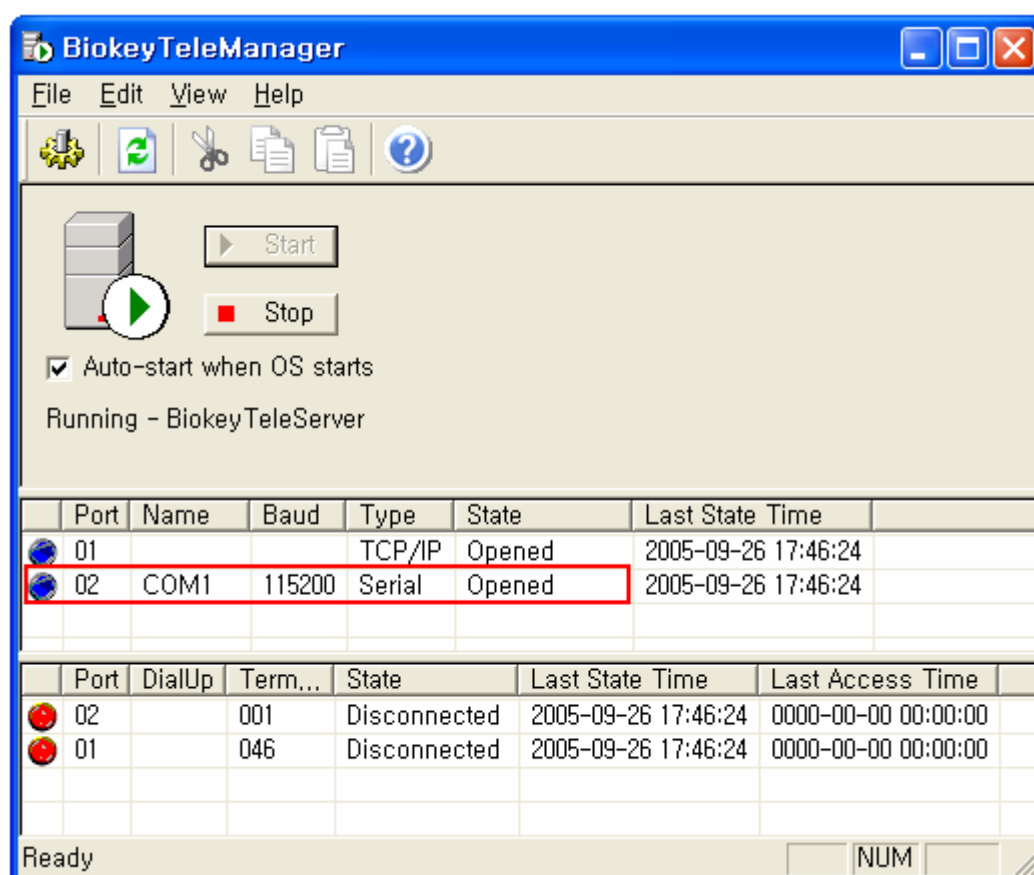 BiokeyTeleManager
File Edit View Help
Start
Stop
Auto-start when OS starts
Running - BiokeyTeleServer
Port Name Baud Type State Last State Time
01 TCP/IP Opened 2005-09-26 17:46:24
02 COM1 115200 Serial Opened 2005-09-26 17:46:24
Port DialUp Term... State Last State Time Last Access Time
02 001 Disconnected 2005-09-26 17:46:24 0000-00-00 00:00:00
01 046 Disconnected 2005-09-26 17:46:24 0000-00-00 00:00:00
Ready NUM